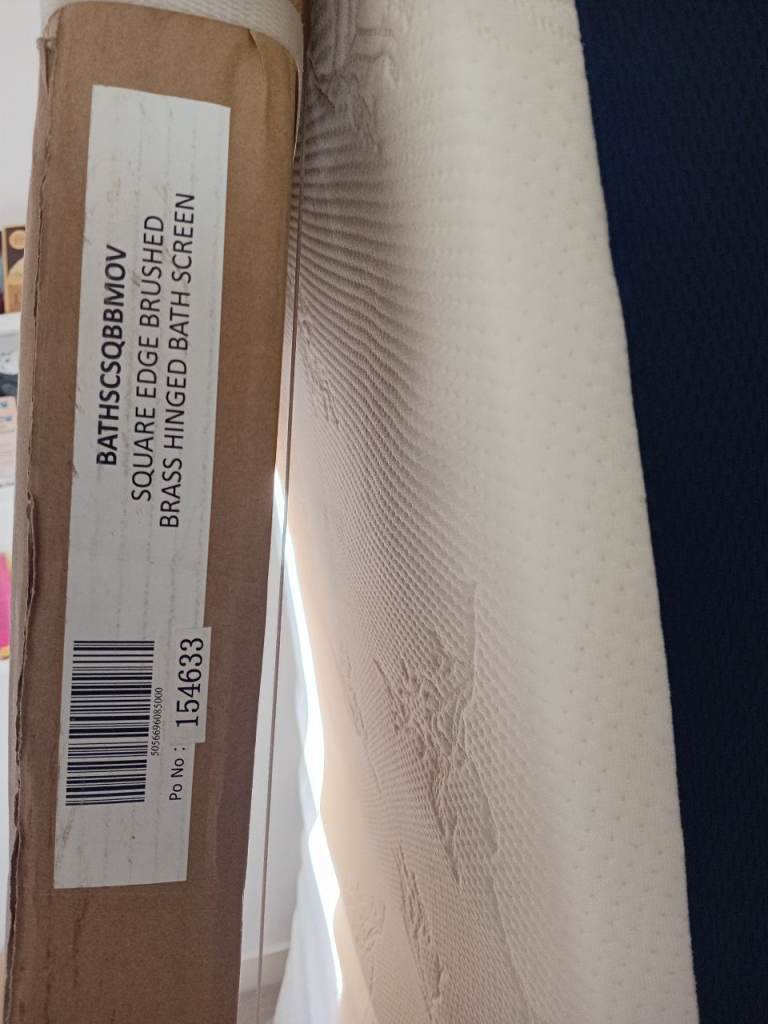 BATHSCSQBBMOV
SQUARE EDGE BRUSHED
BRASS HINGED BATH SCREEN
5056696085000
Po No : 154633